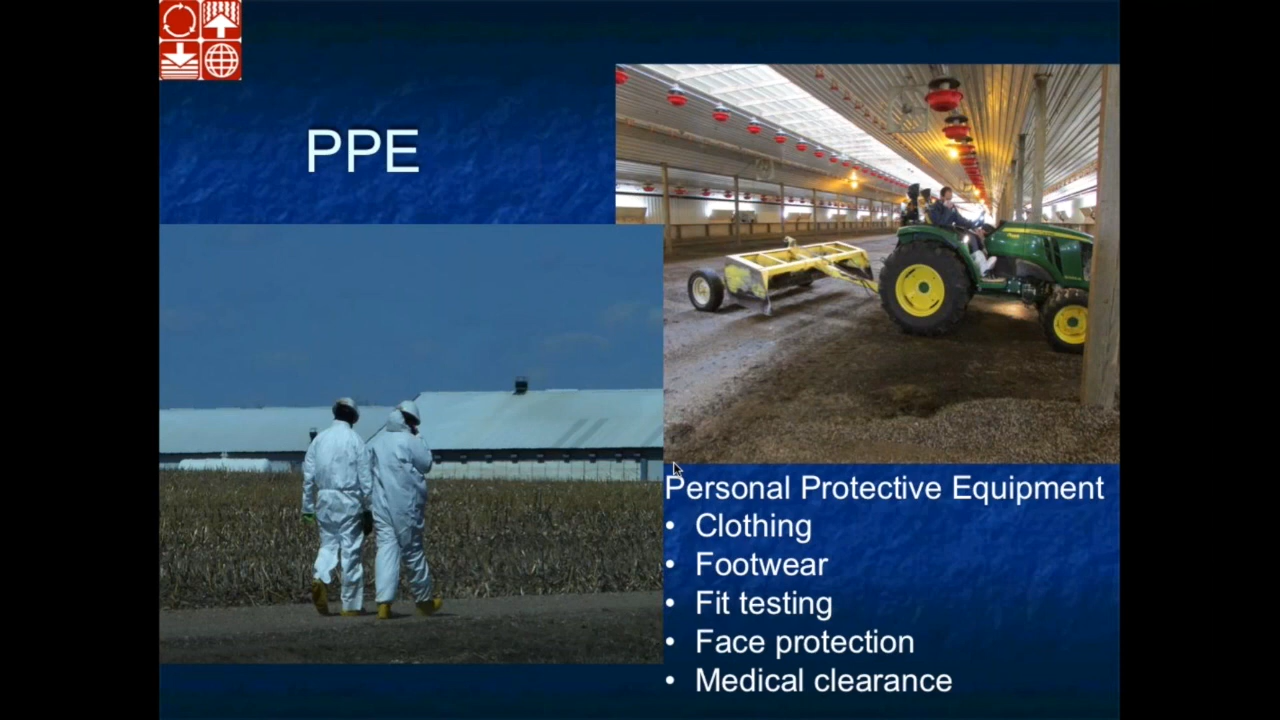 PPE
Personal Protective Equipment
• Clothing
• Footwear
• Fit testing
• Face protection
• Medical clearance